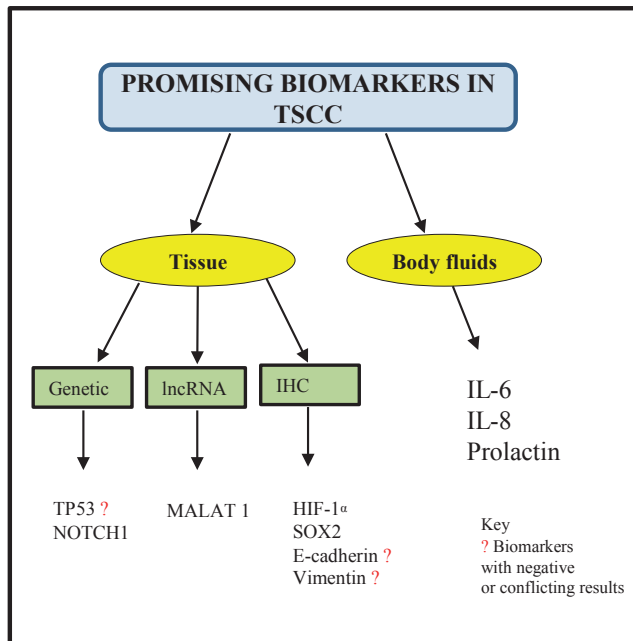 PROMISING BIOMARKERS IN
TSCC
Tissue
Body fluids
Genetic
lncRNA
IHC
TP53 ?
NOTCH1
MALAT 1
HIF-1α
SOX2
E-cadherin ?
Vimentin ?
IL-6
IL-8
Prolactin
Key
? Biomarkers
with negative
or conflicting results